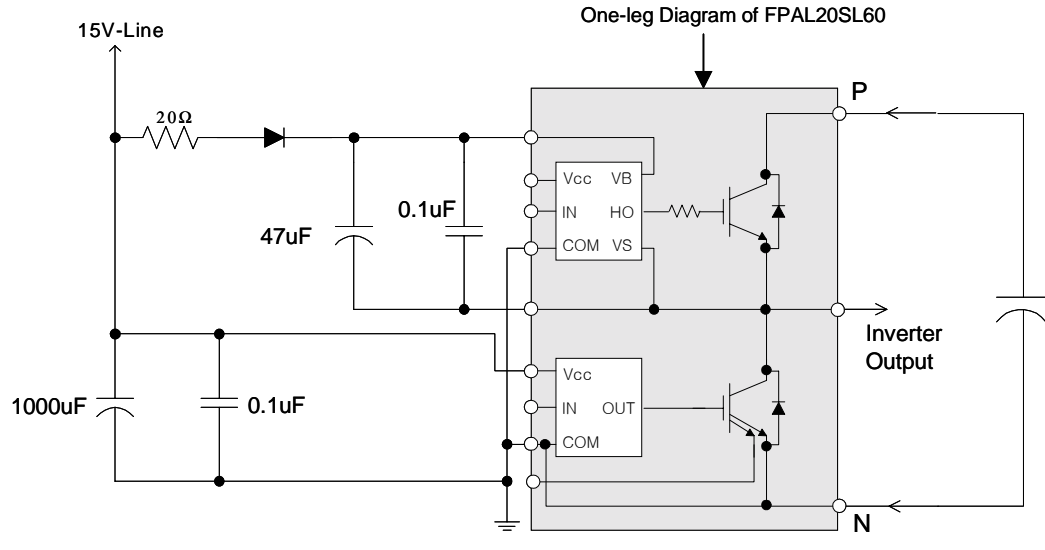 One-leg Diagram of FPAL20SL60
15V-Line
P
20Ω
Vcc VB
0.1uF
IN HO
47uF
COM VS
Inverter
Output
Vcc
1000uF
0.1uF
IN OUT
COM
N